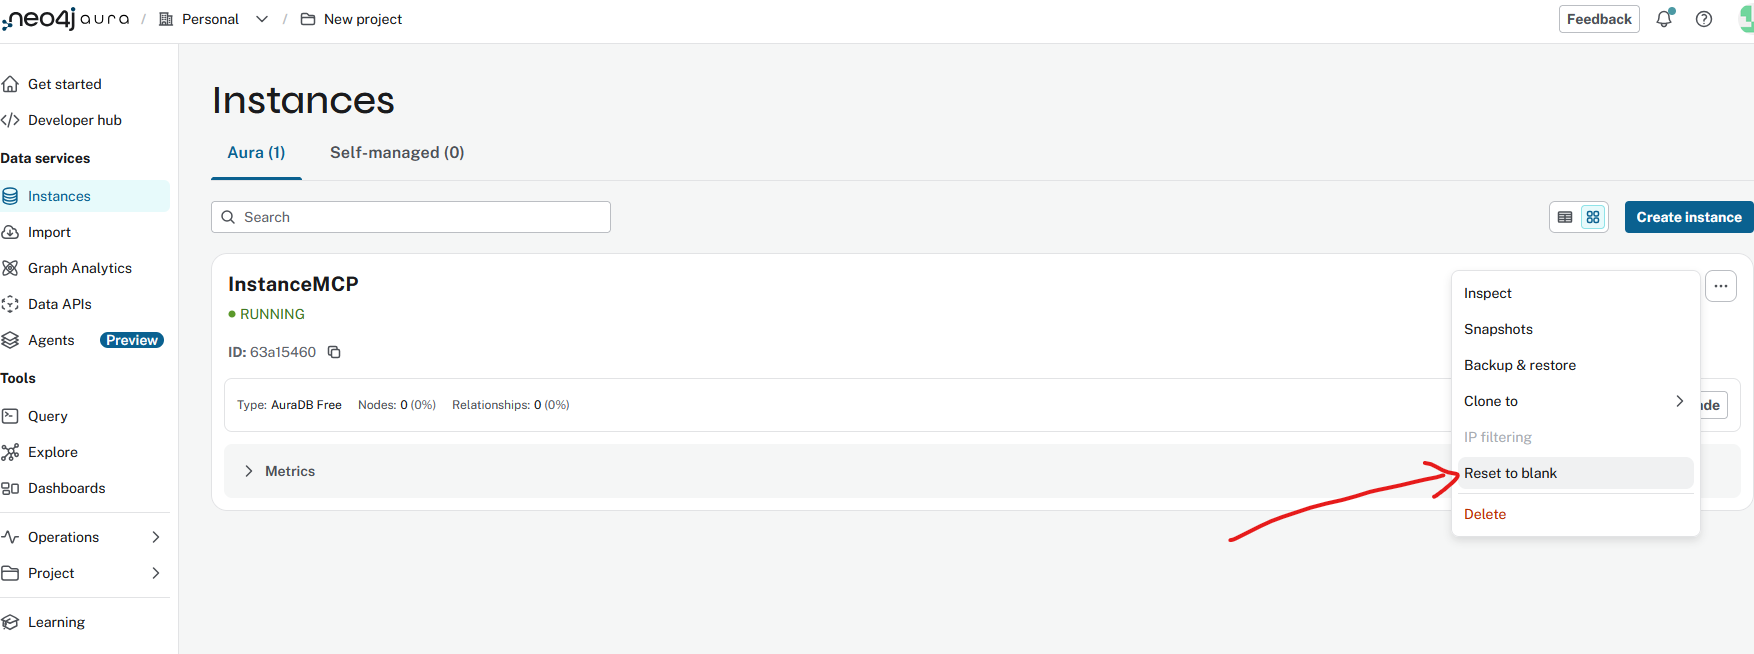 neo4j aura / Personal / New project
Feedback
Get started
Developer hub
Data services
Instances
Import
Graph Analytics
Data APIs
Agents Preview
Tools
Query
Explore
Dashboards
Operations
Project
Learning
Instances
Aura (1) Self-managed (0)
Search
Create instance
InstanceMCP
RUNNING
ID: 63a15460
Type: AuraDB Free Nodes: 0 (0%) Relationships: 0 (0%)
Metrics
Inspect
Snapshots
Backup & restore
Clone to
IP filtering
Reset to blank
Delete